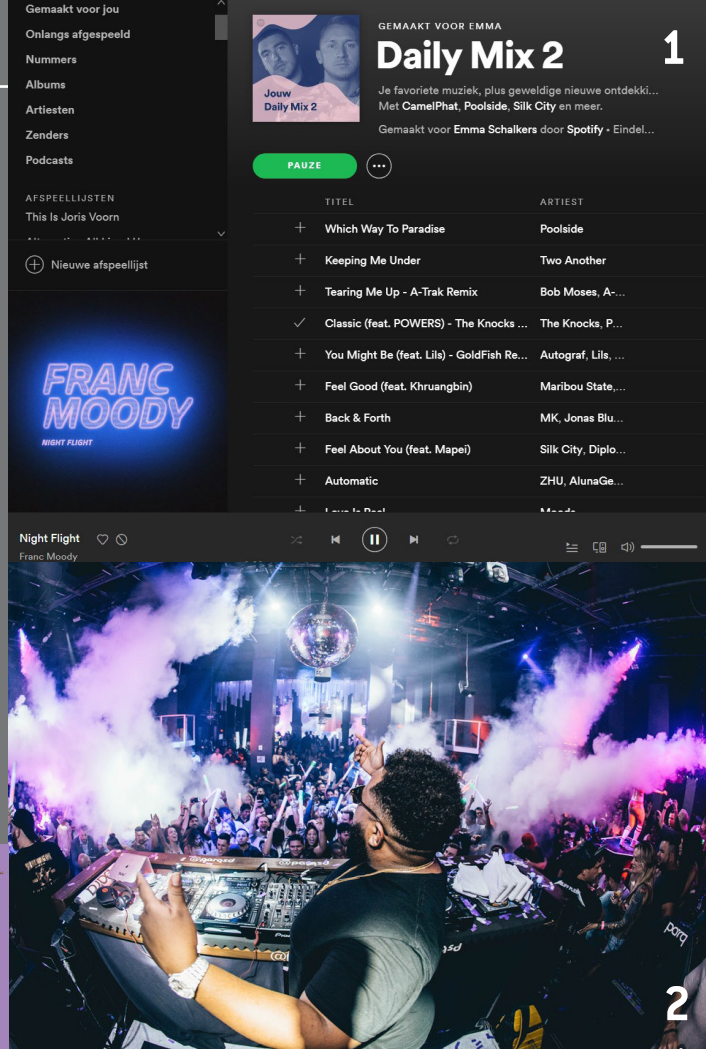 Gemaakt voor jou
Onlangs afgespeeld
Nummers
Albums
Artiesten
Zenders
Podcasts
AFSPEELLIJSTEN
This Is Joris Voorn
Nieuwe afspeellijst
FRANC
MOODY
NIGHT FLIGHT
Jouw
Daily Mix 2
GEMAAKT VOOR EMMA
Daily Mix 2
1
Je favoriete muziek, plus geweldige nieuwe ontdekki...
Met CamelPhat, Poolside, Silk City en meer.
Gemaakt voor Emma Schalkers door Spotify • Eindel...
PAUZE
TITEL ARTIEST
Which Way To Paradise Poolside
Keeping Me Under Two Another
Tearing Me Up - A-Trak Remix Bob Moses, A-...
Classic (feat. POWERS) - The Knocks ... The Knocks, P...
You Might Be (feat. Lils) - GoldFish Re... Autograf, Lils, ...
Feel Good (feat. Khruangbin) Maribou State,...
Back & Forth MK, Jonas Blu...
Feel About You (feat. Mapei) Silk City, Diplo...
Automatic ZHU, AlunaGe...
Love Is Real Moods
Night Flight
Franc Moody
parq
2